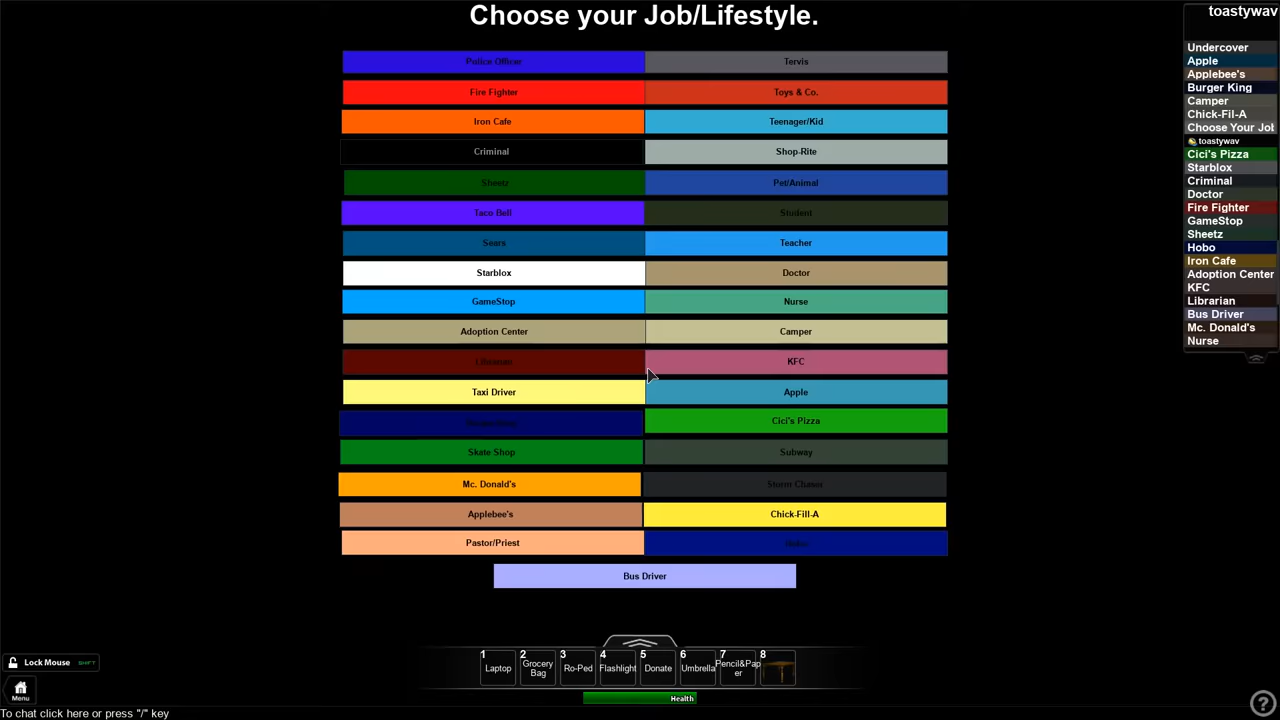 Choose your Job/Lifestyle.
Police Officer
Tervis
Fire Fighter
Toys & Co.
Iron Cafe
Teenager/Kid
Criminal
Shop-Rite
Sheetz
Pet/Animal
Taco Bell
Student
Sears
Teacher
Starblox
Doctor
GameStop
Nurse
Adoption Center
Camper
Librarian
KFC
Taxi Driver
Apple
Cici's Pizza
Skate Shop
Subway
Mc. Donald's
Storm Chaser
Applebee's
Chick-Fill-A
Pastor/Priest
Hobo
Bus Driver
toastywav
Undercover
Apple
Applebee's
Burger King
Camper
Chick-Fil-A
Choose Your Jol
toastywav
Cici's Pizza
Starblox
Criminal
Doctor
Fire Fighter
GameStop
Sheetz
Hobo
Iron Cafe
Adoption Center
KFC
Librarian
Bus Driver
Mc. Donald's
Nurse
Lock Mouse SHIFT
Menu
1 Laptop
2 Grocery Bag
3 Ro-Ped
4 Flashlight
5 Donate
6 Umbrella
7 Pencil&Paper
8
Health
To chat click here or press "/" key
?